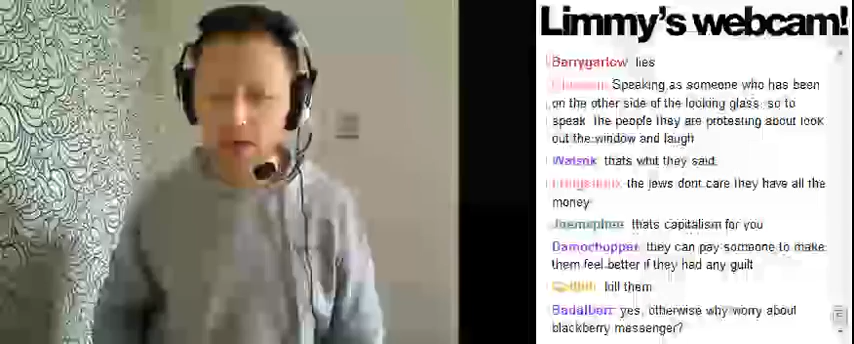 Limmy's webcam!
Barrygarlow lies
Speaking as someone who has been
on the other side of the looking glass so to
speak the people they are protesting about look
out the window and laugh
thats what they said
the jews dont care they have all the
money
thats capitalism for you
Damochopper they can pay someone to make
them feel better if they had any guilt
kill them
yes, otherwise why worry about
blackberry messenger?